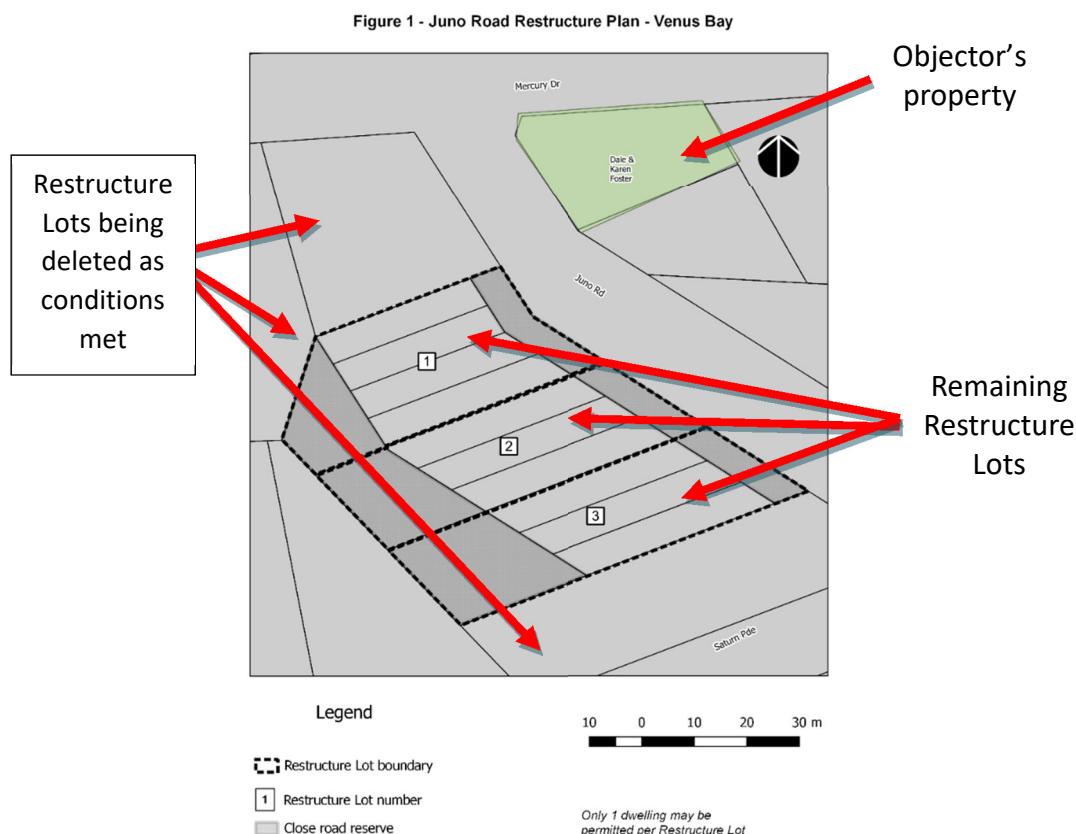 Figure 1 - Juno Road Restructure Plan - Venus Bay
Objector’s
property
Mercury Dr
Dale &
Karen
Foster
Restructure
Lots being
deleted as
conditions
met
Juno Rd
1
2
3
Remaining
Restructure
Lots
Saturn Pde
Legend
10 0 10 20 30 m
Restructure Lot boundary
1 Restructure Lot number
Close road reserve
Only 1 dwelling may be
permitted per Restructure Lot